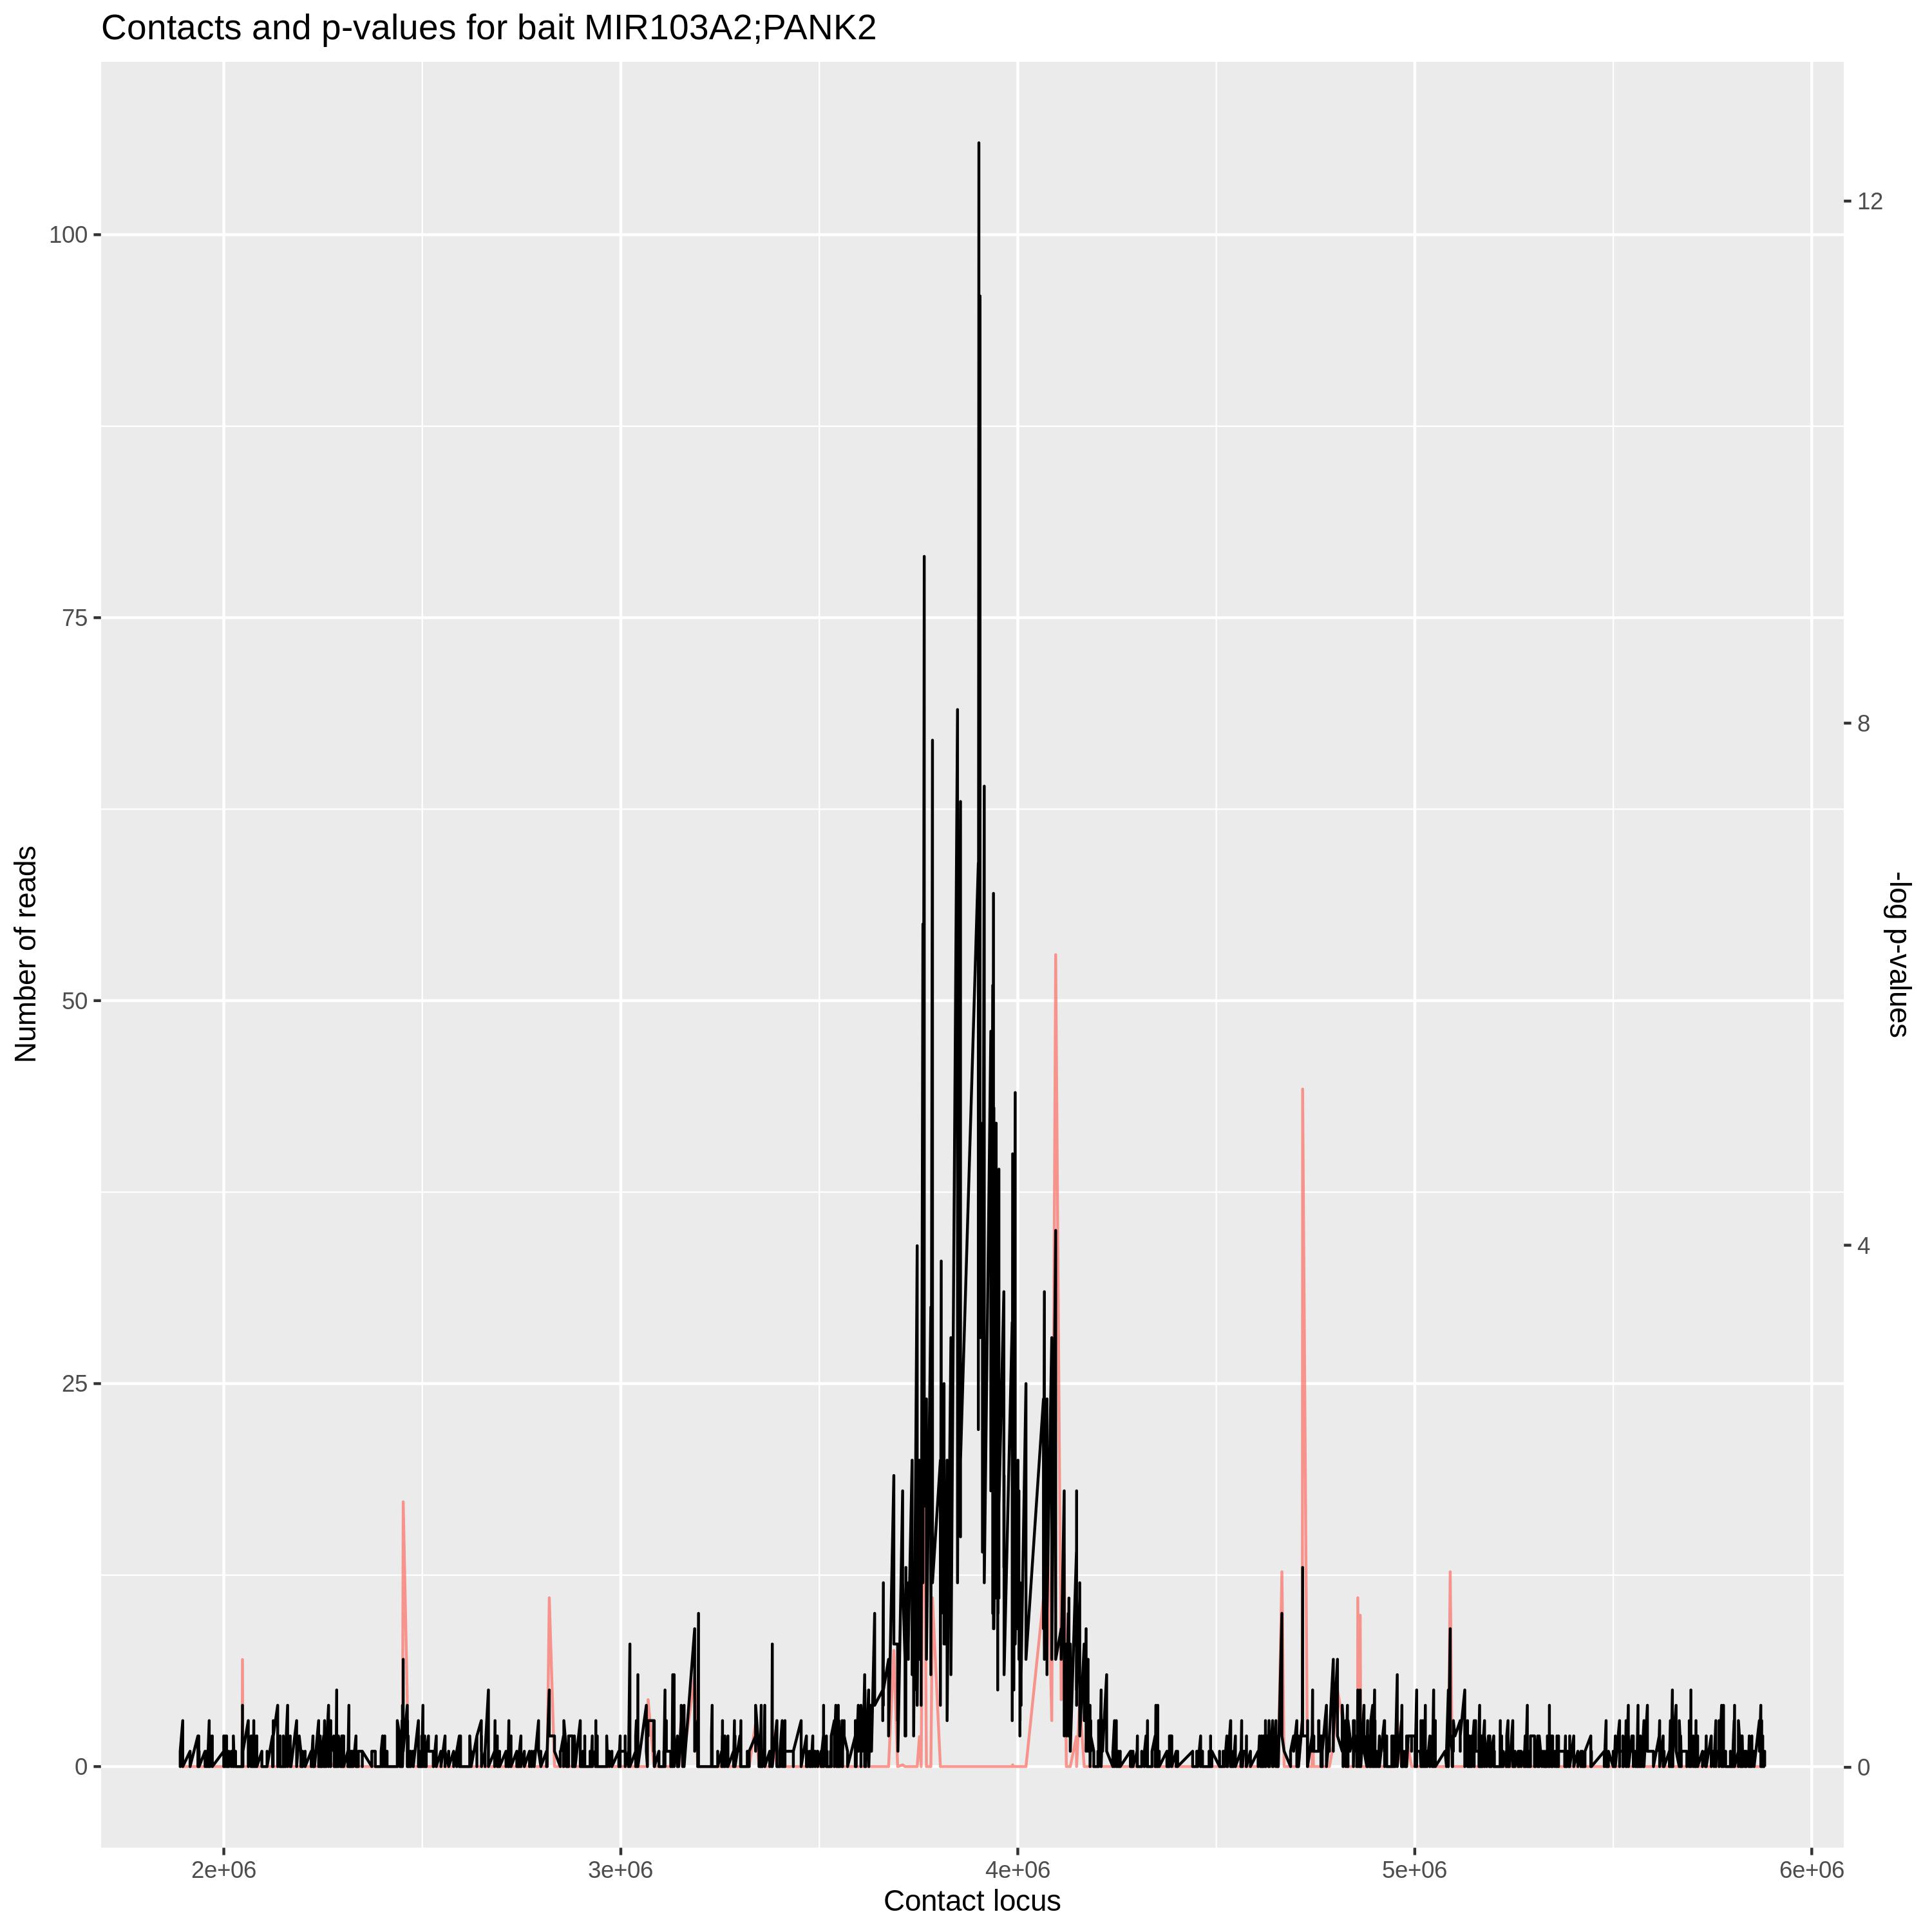 Contacts and p-values for bait MIR103A2;PANK2
100
75
50
25
0
Number of reads
12
8
4
0
-log p-values
2e+06
3e+06
4e+06
5e+06
6e+06
Contact locus